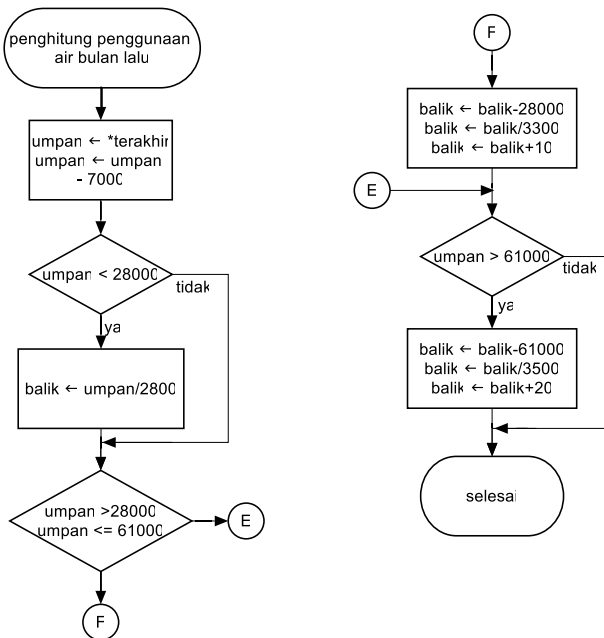 penghitung penggunaan
air bulan lalu
umpan ← *terakhir
umpan ← umpan
- 7000
umpan < 28000
tidak
ya
balik ← umpan/2800
umpan >28000
umpan <= 61000
E
F
F
balik ← balik-28000
balik ← balik/3300
balik ← balik+10
E
umpan > 61000
tidak
ya
balik ← balik-61000
balik ← balik/3500
balik ← balik+20
selesai